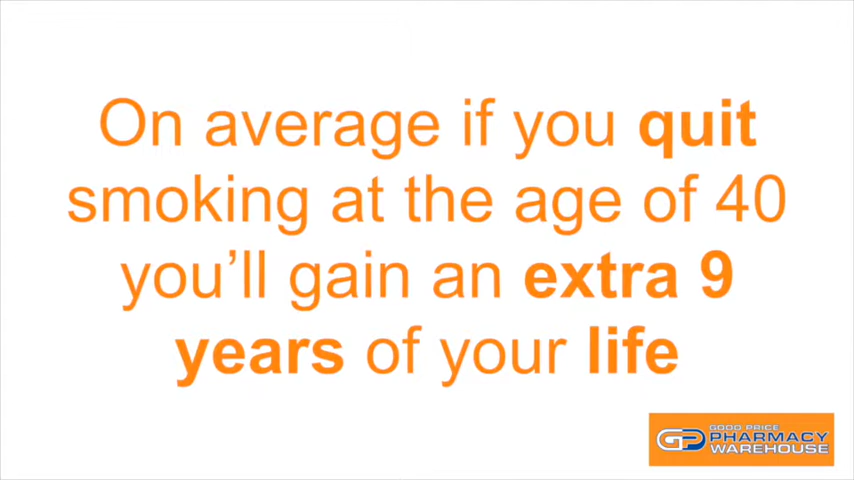 On average if you quit
smoking at the age of 40
you’ll gain an extra 9
years of your life
GP
GOOD PRICE
PHARMACY
WAREHOUSE